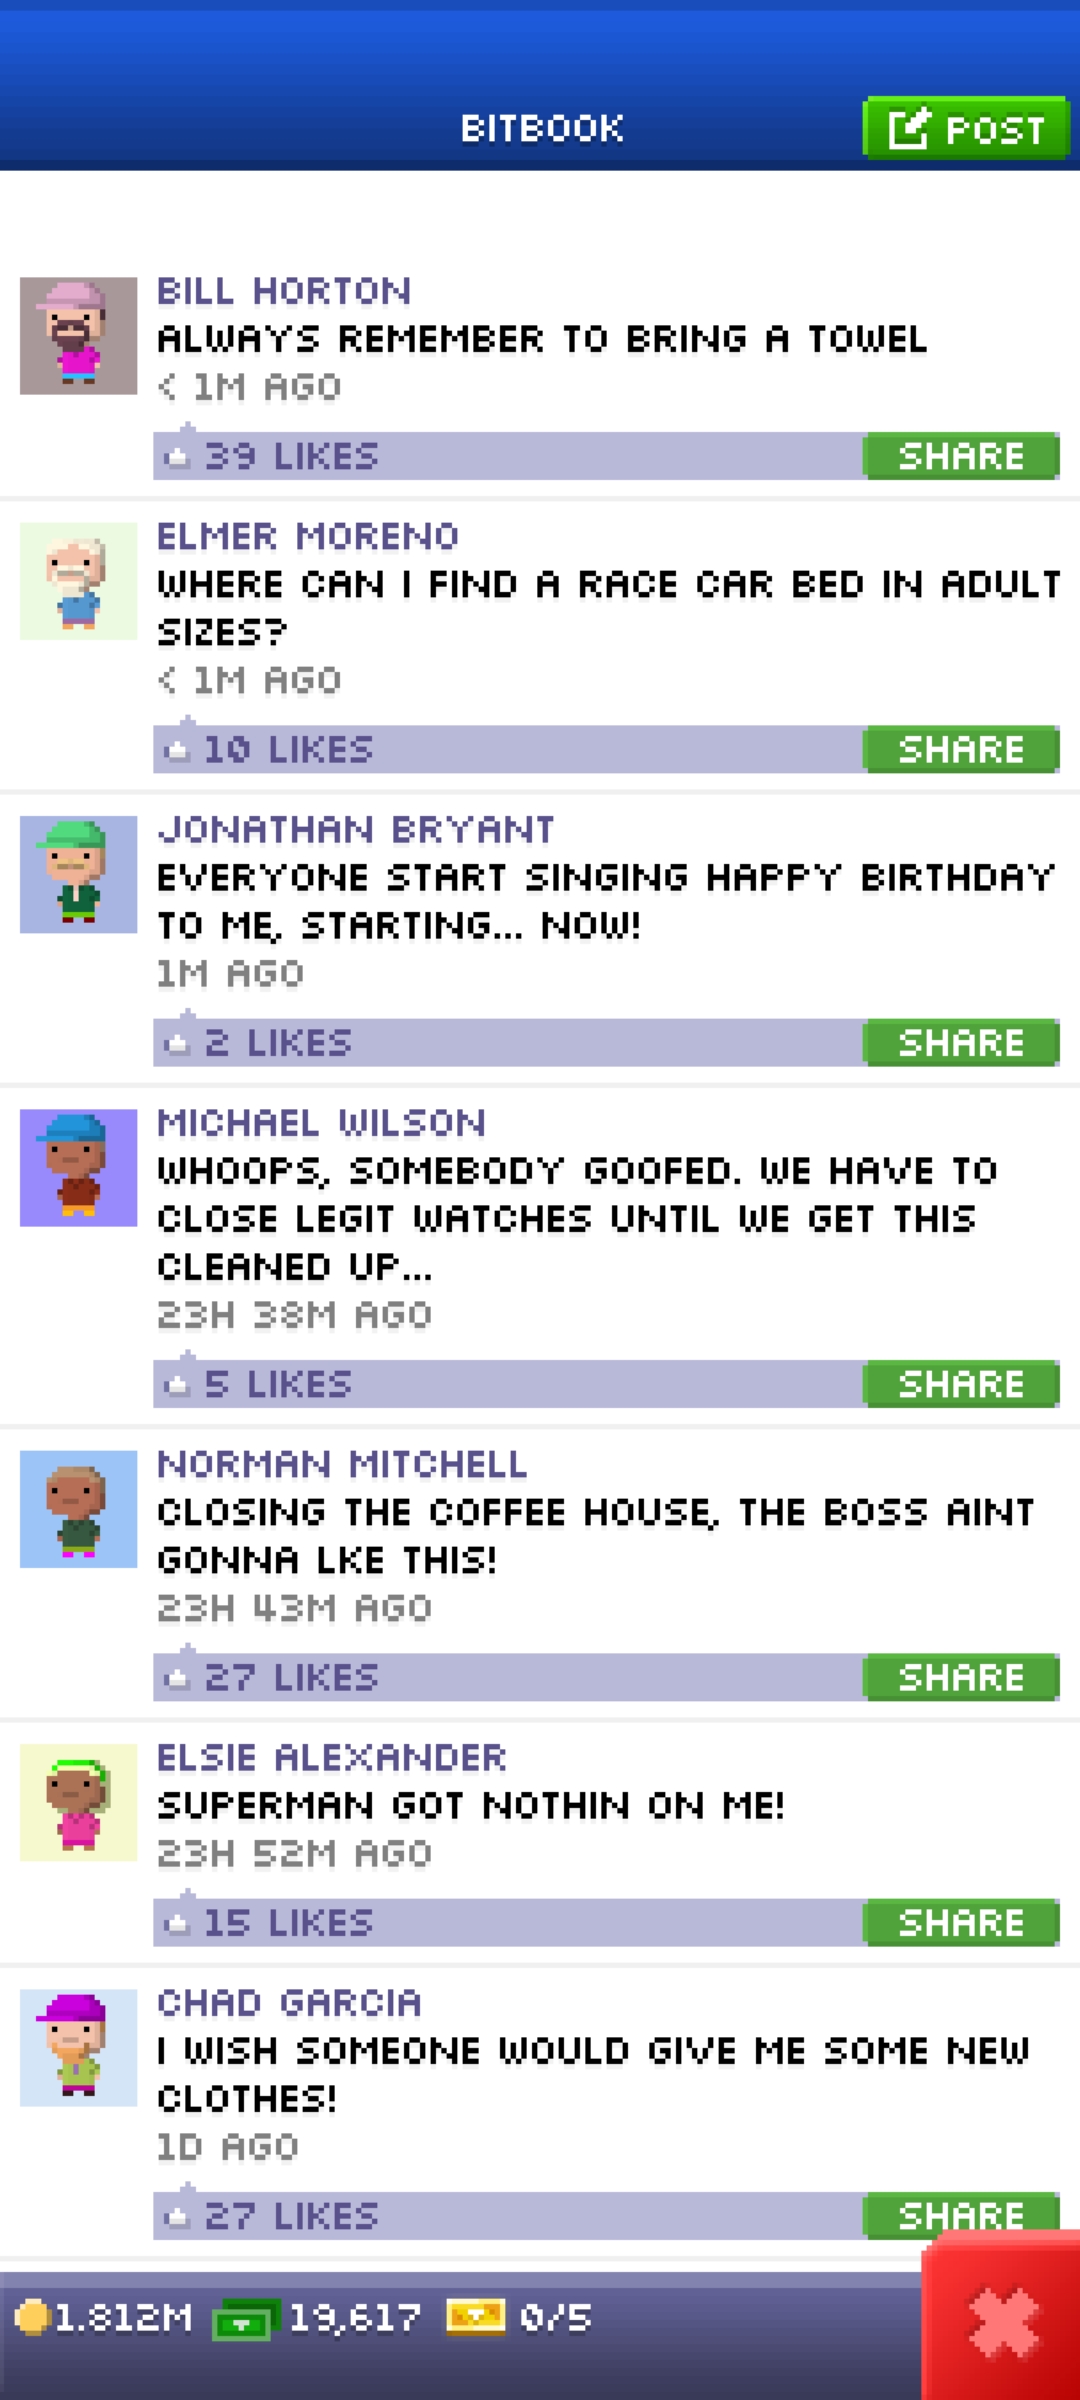 BITBOOK
POST
BILL HORTON
ALWAYS REMEMBER TO BRING A TOWEL
< 1M AGO
39 LIKES
SHARE
ELMER MORENO
WHERE CAN I FIND A RACE CAR BED IN ADULT
SIZES?
< 1M AGO
10 LIKES
SHARE
JONATHAN BRYANT
EVERYONE START SINGING HAPPY BIRTHDAY
TO ME, STARTING... NOW!
1M AGO
2 LIKES
SHARE
MICHAEL WILSON
WHOOPS, SOMEBODY GOOFED. WE HAVE TO
CLOSE LEGIT WATCHES UNTIL WE GET THIS
CLEANED UP...
23H 38M AGO
5 LIKES
SHARE
NORMAN MITCHELL
CLOSING THE COFFEE HOUSE, THE BOSS AINT
GONNA LKE THIS!
23H 43M AGO
27 LIKES
SHARE
ELSIE ALEXANDER
SUPERMAN GOT NOTHIN ON ME!
23H 52M AGO
15 LIKES
SHARE
CHAD GARCIA
I WISH SOMEONE WOULD GIVE ME SOME NEW
CLOTHES!
1D AGO
27 LIKES
SHARE
1.812M 19,617 0/5